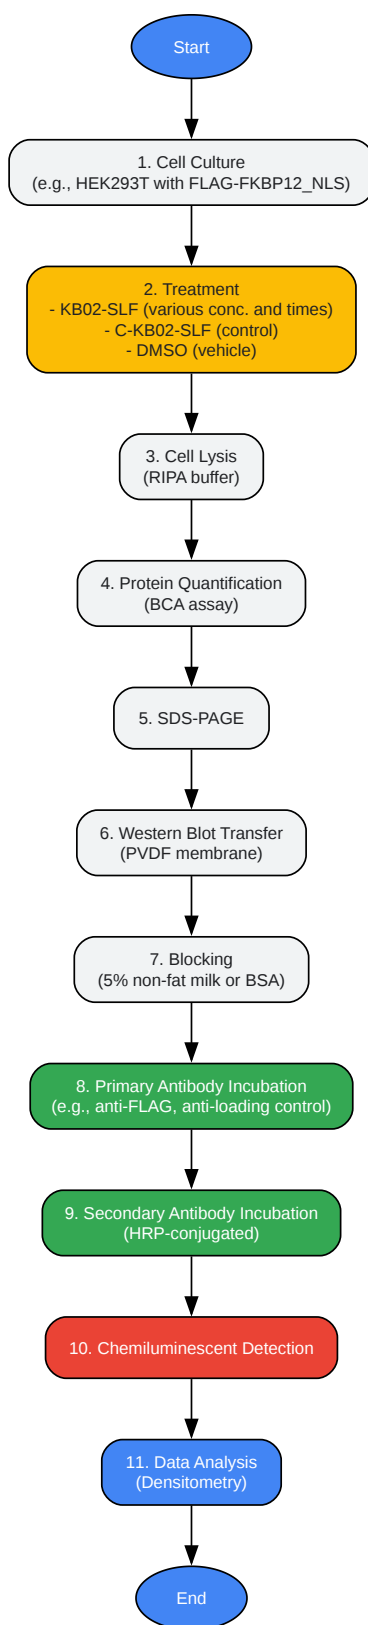 Start
1. Cell Culture
(e.g., HEK293T with FLAG-FKBP12_NLS)
2. Treatment
- KB02-SLF (various conc. and times)
- C-KB02-SLF (control)
- DMSO (vehicle)
3. Cell Lysis
(RIPA buffer)
4. Protein Quantification
(BCA assay)
5. SDS-PAGE
6. Western Blot Transfer
(PVDF membrane)
7. Blocking
(5% non-fat milk or BSA)
8. Primary Antibody Incubation
(e.g., anti-FLAG, anti-loading control)
9. Secondary Antibody Incubation
(HRP-conjugated)
10. Chemiluminescent Detection
11. Data Analysis
(Densitometry)
End